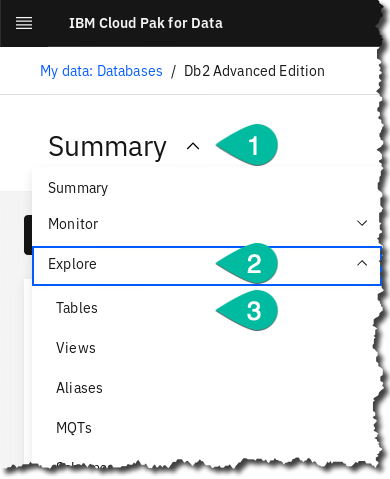 IBM Cloud Pak for Data
My data: Databases / Db2 Advanced Edition
Summary 1
Summary
Monitor
Explore 2
Tables 3
Views
Aliases
MQTs